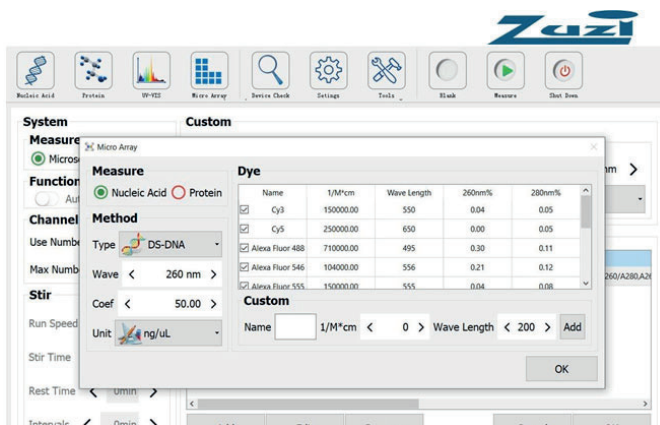 Zuzi
Nucleic Acid Protein UV-VIS Micro Array Device Check Settings Tools Blank Measure Shut Down
System Custom
Measure
Micros
Micro Array
nm
Function
Au
Channel
Use Numbe
Max Numb
260/A280,A26
Stir
Run Speed
Stir Time
Rest Time 0min
Intervals 0min
Measure
Nucleic Acid Protein
Method
Type DS-DNA
Wave 260 nm
Coef 50.00
Unit ng/uL
Dye
Name 1/M*cm Wave Length 260nm% 280nm%
Cy3 150000.00 550 0.04 0.05
Cy5 250000.00 650 0.00 0.05
Alexa Fluor 488 710000.00 495 0.30 0.11
Alexa Fluor 546 104000.00 556 0.21 0.12
Alexa Fluor 555 150000.00 555 0.04 0.08
Custom
Name 1/M*cm 0 Wave Length 200 Add
OK